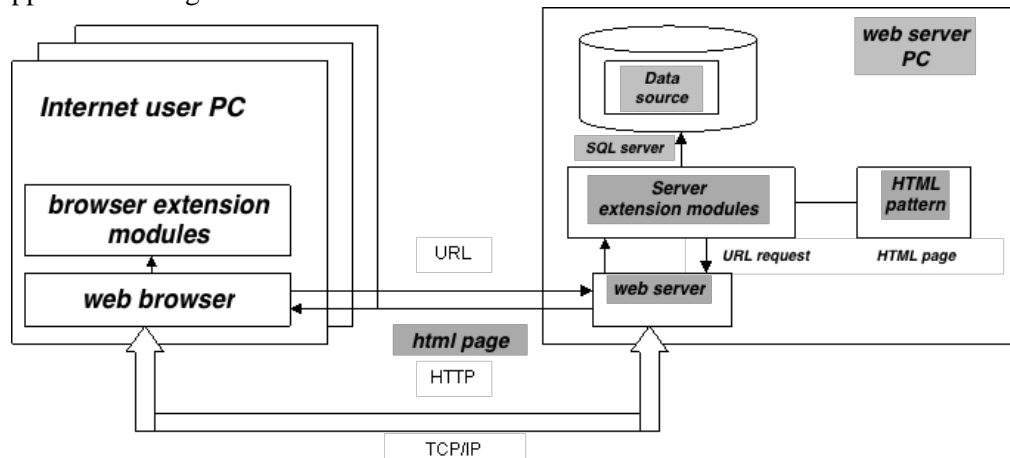 web server
PC
Data
source
Internet user PC
SQL server
Server
extension modules
HTML
pattern
browser extension
modules
URL
URL request
HTML page
web browser
web server
html page
HTTP
TCP/IP